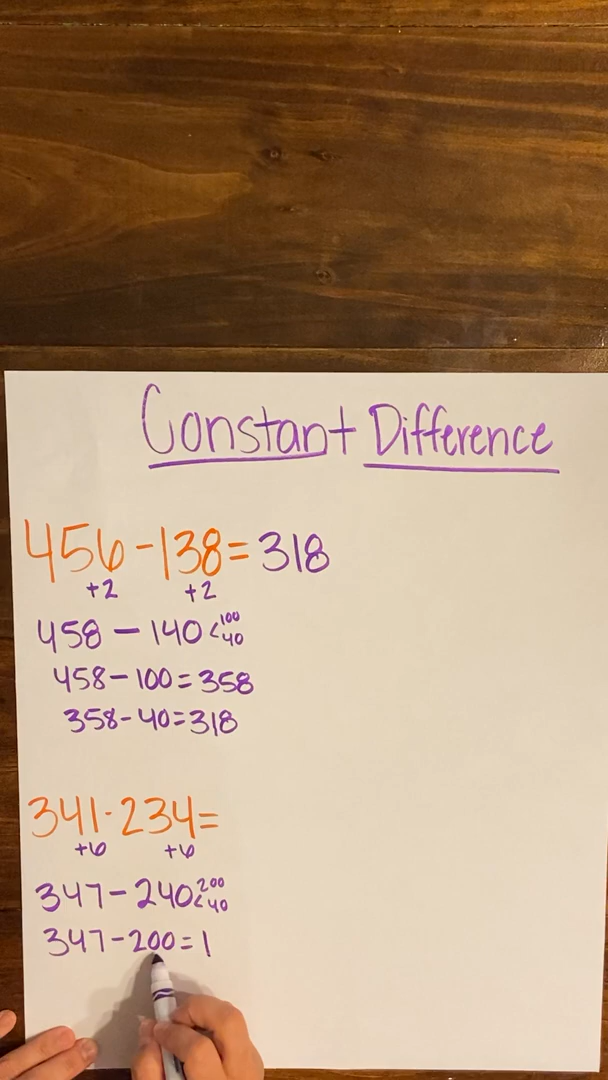 Constant Difference
456-138=318
+2 +2
458 - 140 < 100 40
458-100=358
358-40=318
341-234=
+6 +6
347-240 < 200 40
347-200=1